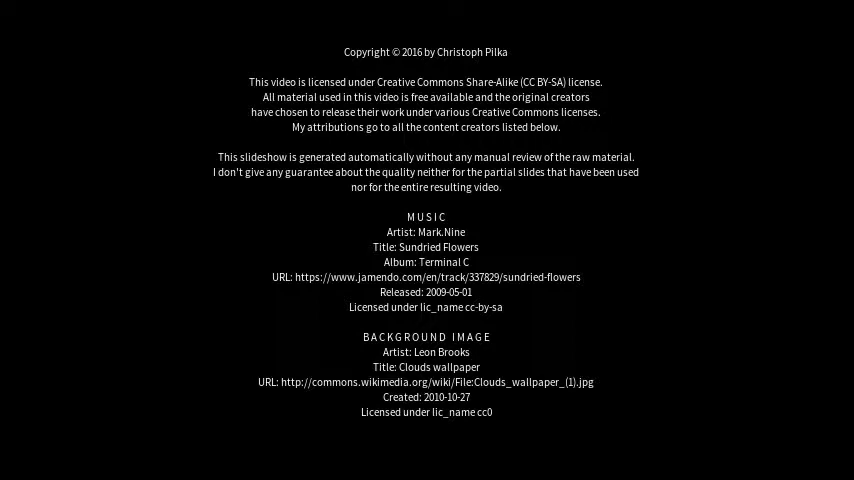 Copyright © 2016 by Christoph Pilka
This video is licensed under Creative Commons Share-Alike (CC BY-SA) license.
All material used in this video is free available and the original creators
have chosen to release their work under various Creative Commons licenses.
My attributions go to all the content creators listed below.
This slideshow is generated automatically without any manual review of the raw material.
I don't give any guarantee about the quality neither for the partial slides that have been used
nor for the entire resulting video.
MUSIC
Artist: Mark.Nine
Title: Sundried Flowers
Album: Terminal C
URL: https://www.jamendo.com/en/track/337829/sundried-flowers
Released: 2009-05-01
Licensed under lic_name cc-by-sa
BACKGROUND IMAGE
Artist: Leon Brooks
Title: Clouds wallpaper
URL: http://commons.wikimedia.org/wiki/File:Clouds_wallpaper_(1).jpg
Created: 2010-10-27
Licensed under lic_name cc0